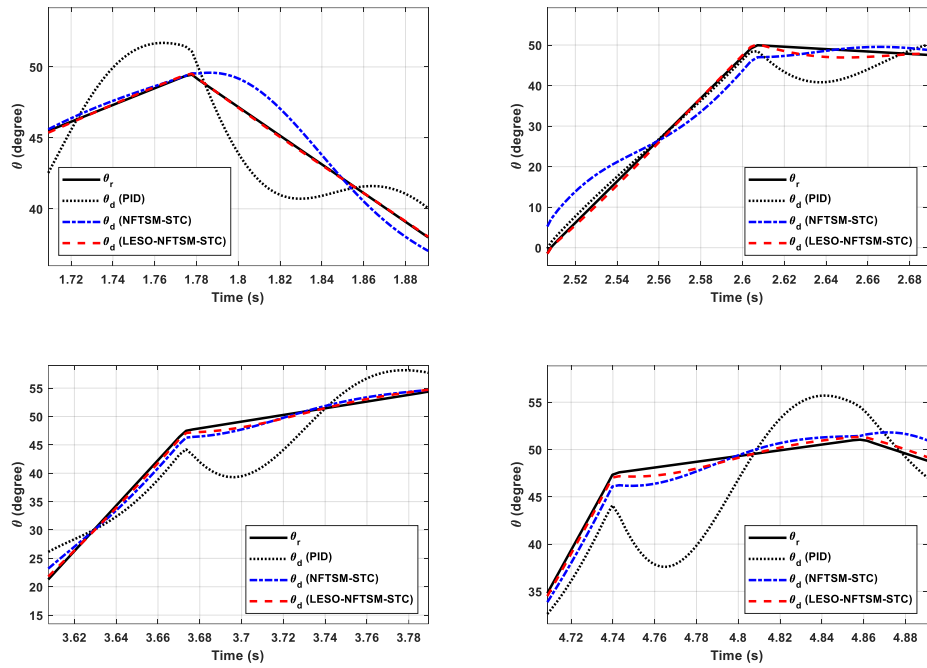 50
45
40
θ (degree)
θr
θd (PID)
θd (NFTSM-STC)
θd (LESO-NFTSM-STC)
1.72 1.74 1.76 1.78 1.8 1.82 1.84 1.86 1.88
Time (s)
50
40
30
20
10
0
θ (degree)
θr
θd (PID)
θd (NFTSM-STC)
θd (LESO-NFTSM-STC)
2.52 2.54 2.56 2.58 2.6 2.62 2.64 2.66 2.68
Time (s)
55
50
45
40
35
30
25
20
15
θ (degree)
θr
θd (PID)
θd (NFTSM-STC)
θd (LESO-NFTSM-STC)
3.62 3.64 3.66 3.68 3.7 3.72 3.74 3.76 3.78
Time (s)
55
50
45
40
35
θ (degree)
θr
θd (PID)
θd (NFTSM-STC)
θd (LESO-NFTSM-STC)
4.72 4.74 4.76 4.78 4.8 4.82 4.84 4.86 4.88
Time (s)